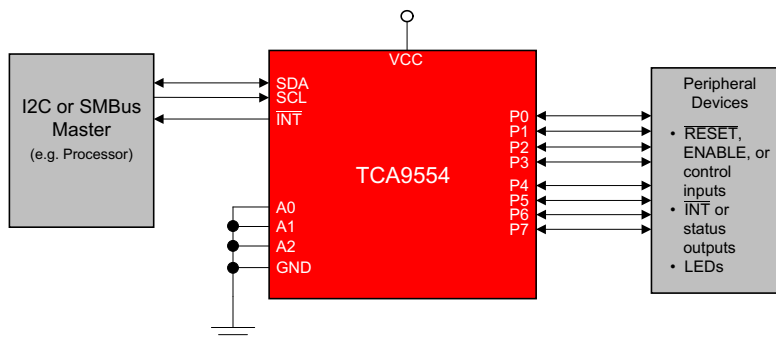 I2C or SMBus
Master
(e.g. Processor)
VCC
SDA
SCL
INT
A0
A1
A2
GND
TCA9554
P0
P1
P2
P3
P4
P5
P6
P7
Peripheral
Devices
• RESET,
ENABLE, or
control
inputs
• INT or
status
outputs
• LEDs